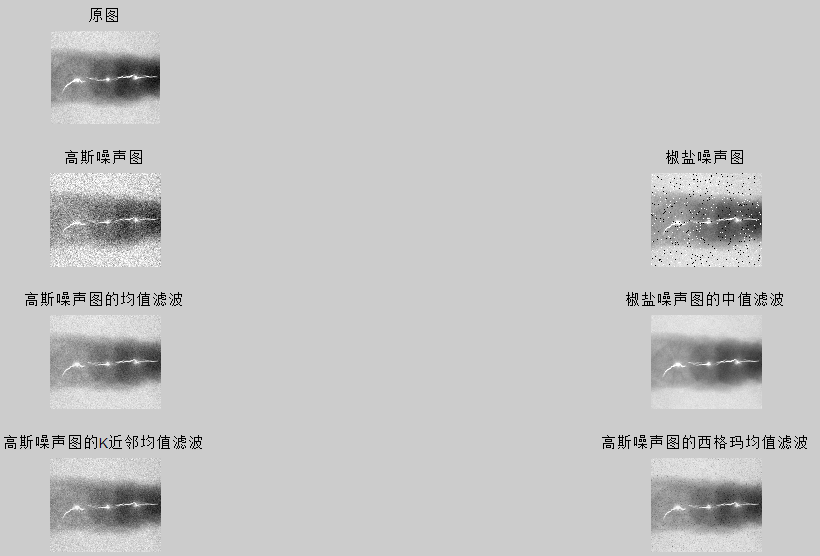 原图
高斯噪声图
椒盐噪声图
高斯噪声图的均值滤波
椒盐噪声图的中值滤波
高斯噪声图的K近邻均值滤波
高斯噪声图的西格玛均值滤波